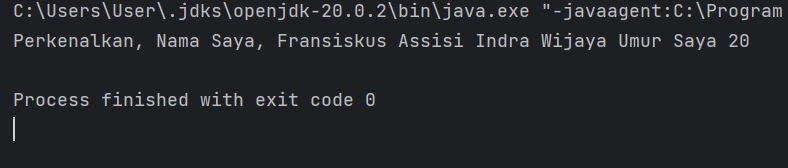 C:\Users\User\.jdks\openjdk-20.0.2\bin\java.exe "-javaagent:C:\Program
Perkenalkan, Nama Saya, Fransiskus Assisi Indra Wijaya Umur Saya 20
Process finished with exit code 0